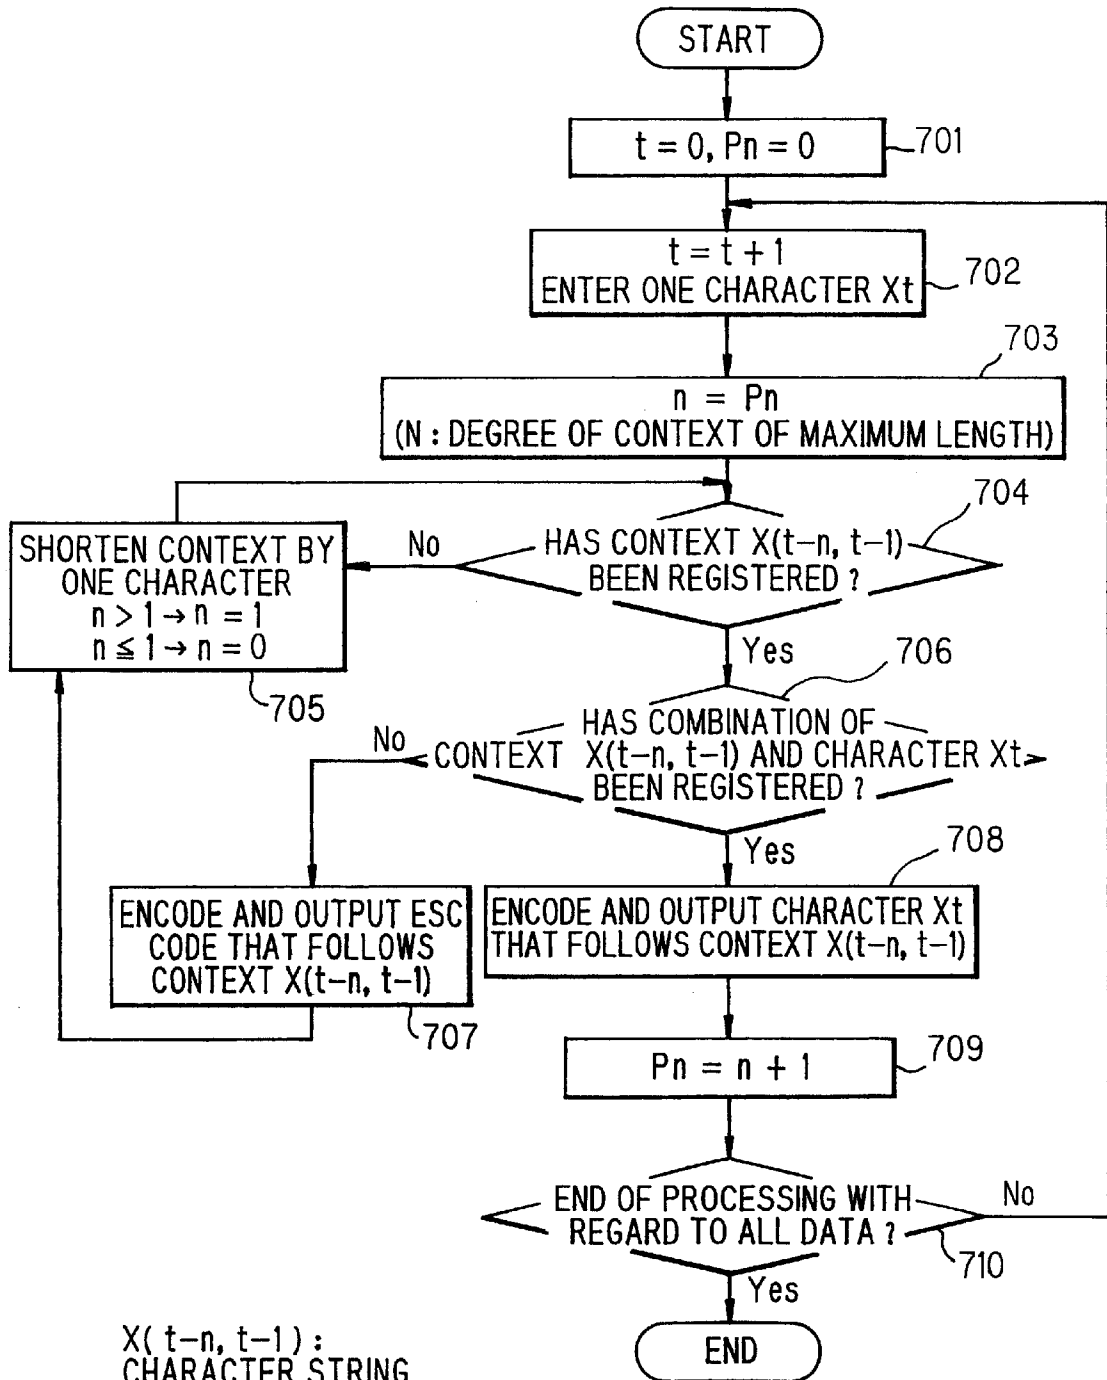 START
t = 0, Pn = 0
701
t = t + 1
ENTER ONE CHARACTER Xt
702
703
n = Pn
(N : DEGREE OF CONTEXT OF MAXIMUM LENGTH)
704
HAS CONTEXT X(t-n, t-1)
BEEN REGISTERED ?
No
SHORTEN CONTEXT BY
ONE CHARACTER
n > 1 → n = 1
n ≦ 1 → n = 0
705
Yes
706
HAS COMBINATION OF
CONTEXT X(t-n, t-1) AND CHARACTER Xt
BEEN REGISTERED ?
No
Yes
708
ENCODE AND OUTPUT ESC
CODE THAT FOLLOWS
CONTEXT X(t-n, t-1)
707
ENCODE AND OUTPUT CHARACTER Xt
THAT FOLLOWS CONTEXT X(t-n, t-1)
Pn = n + 1
709
END OF PROCESSING WITH
REGARD TO ALL DATA ?
No
710
Yes
END
X( t-n, t-1 ) :
CHARACTER STRING